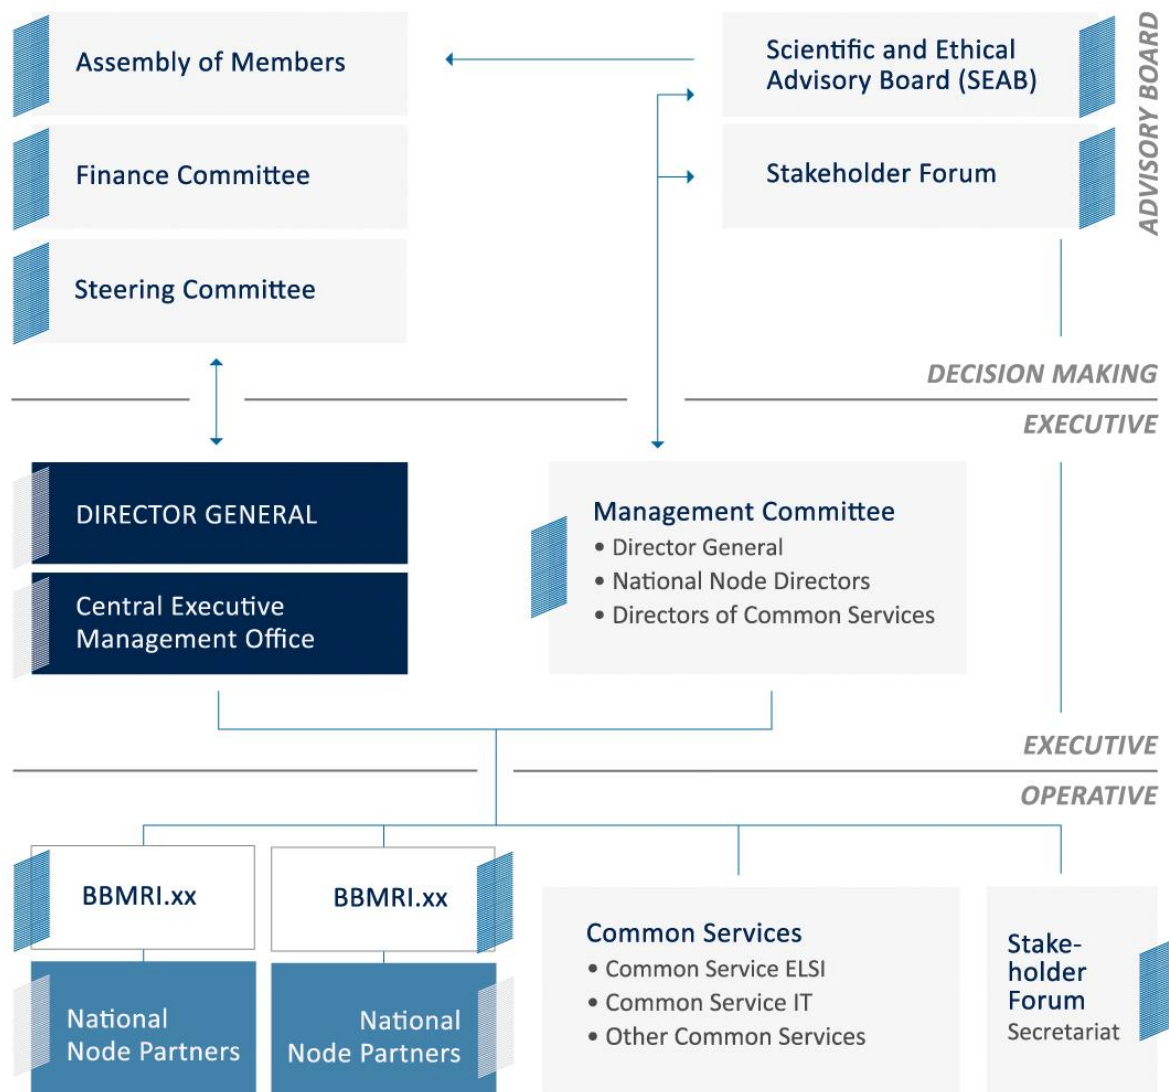 Assembly of Members
Finance Committee
Steering Committee
Scientific and Ethical
Advisory Board (SEAB)
Stakeholder Forum
ADVISORY BOARD
DECISION MAKING
EXECUTIVE
DIRECTOR GENERAL
Central Executive
Management Office
Management Committee
• Director General
• National Node Directors
• Directors of Common Services
EXECUTIVE
OPERATIVE
BBMRI.xx
National
Node Partners
BBMRI.xx
National
Node Partners
Common Services
• Common Service ELSI
• Common Service IT
• Other Common Services
Stake-
holder
Forum
Secretariat